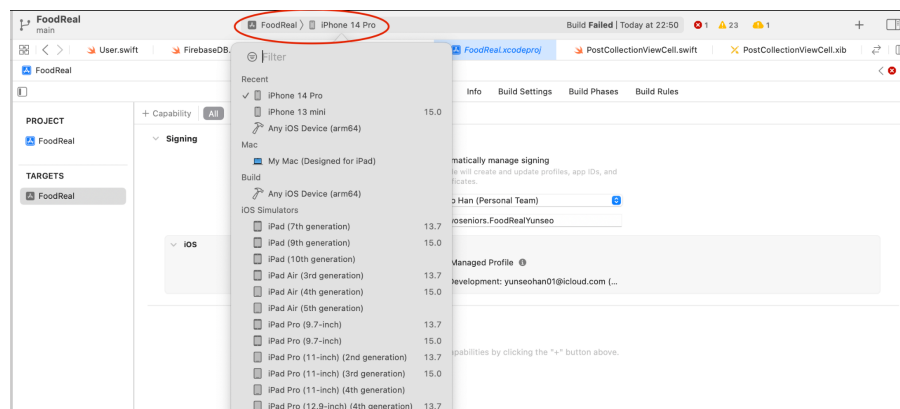 FoodReal
main
FoodReal 〉 iPhone 14 Pro
Build Failed | Today at 22:50
1
23
1
User.swift
FirebaseDB.
FoodReal.xcodeproj
PostCollectionViewCell.swift
PostCollectionViewCell.xib
FoodReal
Info
Build Settings
Build Phases
Build Rules
PROJECT
FoodReal
TARGETS
FoodReal
+ Capability
All
Signing
iOS
Filter
Recent
✓ iPhone 14 Pro
iPhone 13 mini 15.0
Any iOS Device (arm64)
Mac
My Mac (Designed for iPad)
Build
Any iOS Device (arm64)
iOS Simulators
iPad (7th generation) 13.7
iPad (9th generation) 15.0
iPad (10th generation)
iPad Air (3rd generation) 13.7
iPad Air (4th generation) 15.0
iPad Air (5th generation)
iPad Pro (9.7-inch) 13.7
iPad Pro (9.7-inch) 15.0
iPad Pro (11-inch) (2nd generation) 13.7
iPad Pro (11-inch) (3rd generation) 15.0
iPad Pro (11-inch) (4th generation)
iPad Pro (12.9-inch) (4th generation) 13.7
matically manage signing
e will create and update profiles, app IDs, and
ficates.
o Han (Personal Team)
voseniors.FoodRealYunseo
Managed Profile
Development: yunseohan01@icloud.com (...
apabilities by clicking the "+" button above.